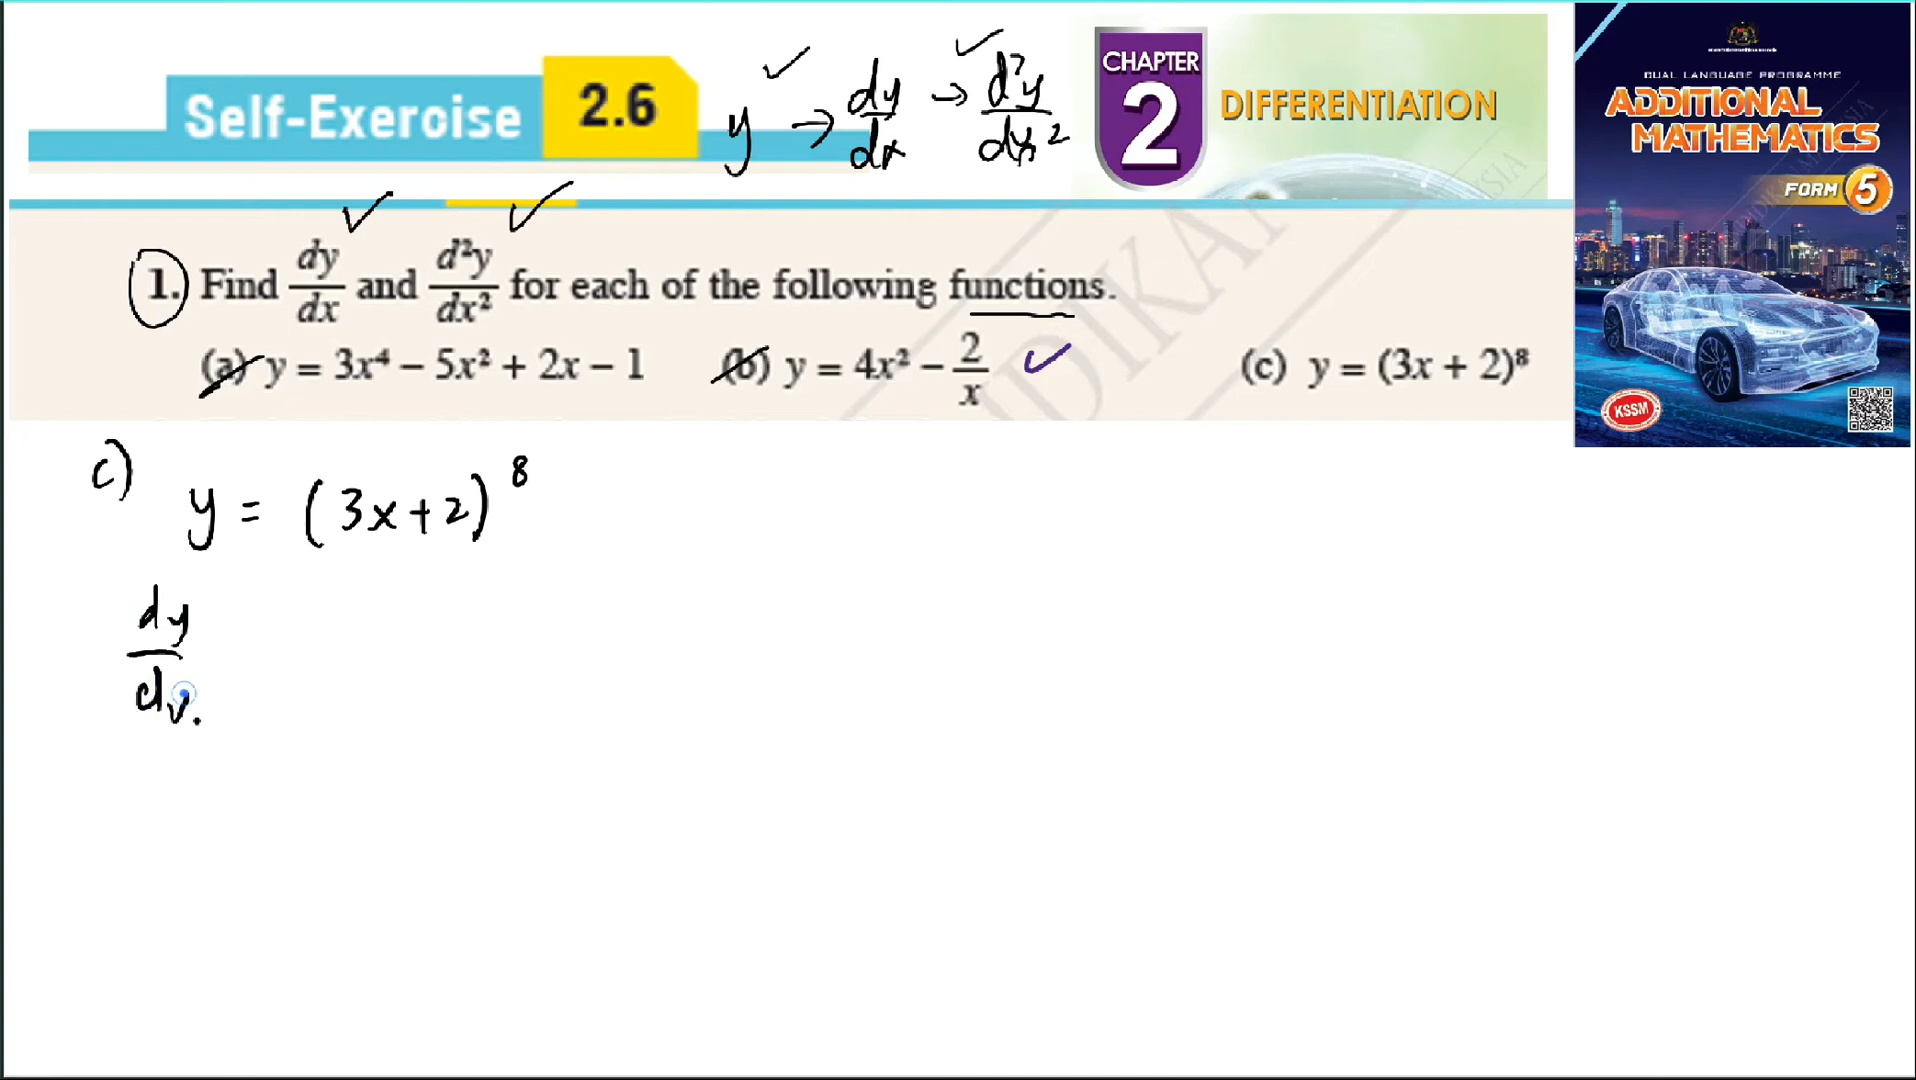 Self-Exercise 2.6
y → dy/dx → d²y/dx²
CHAPTER 2
DIFFERENTIATION
DUAL LANGUAGE PROGRAMME
ADDITIONAL
MATHEMATICS
FORM 5
KSSM
1. Find dy/dx and d²y/dx² for each of the following functions.
(a) y = 3x⁴ – 5x² + 2x – 1 (b) y = 4x² – 2/x (c) y = (3x + 2)⁸
c) y = (3x+2)⁸
dy